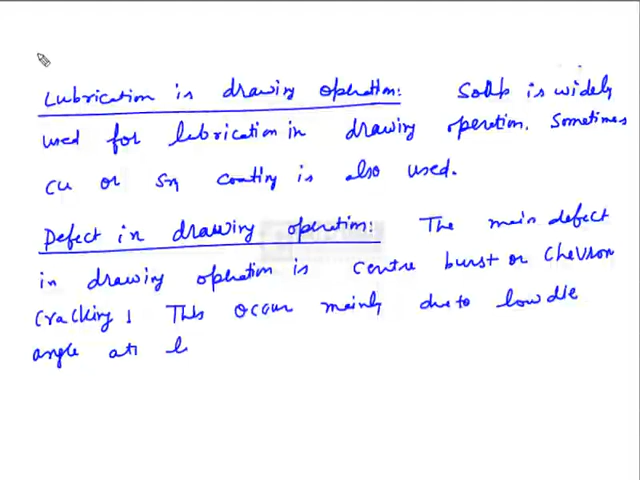 Lubrication is drawing operation: Soap is widely
used for lubrication in drawing operation. Sometimes
Cu or Sn coating is also used.
Defect in drawing operation: The main defect
in drawing operation is centre burst or Chevron
Cracking! This occur mainly due to low die
angle at